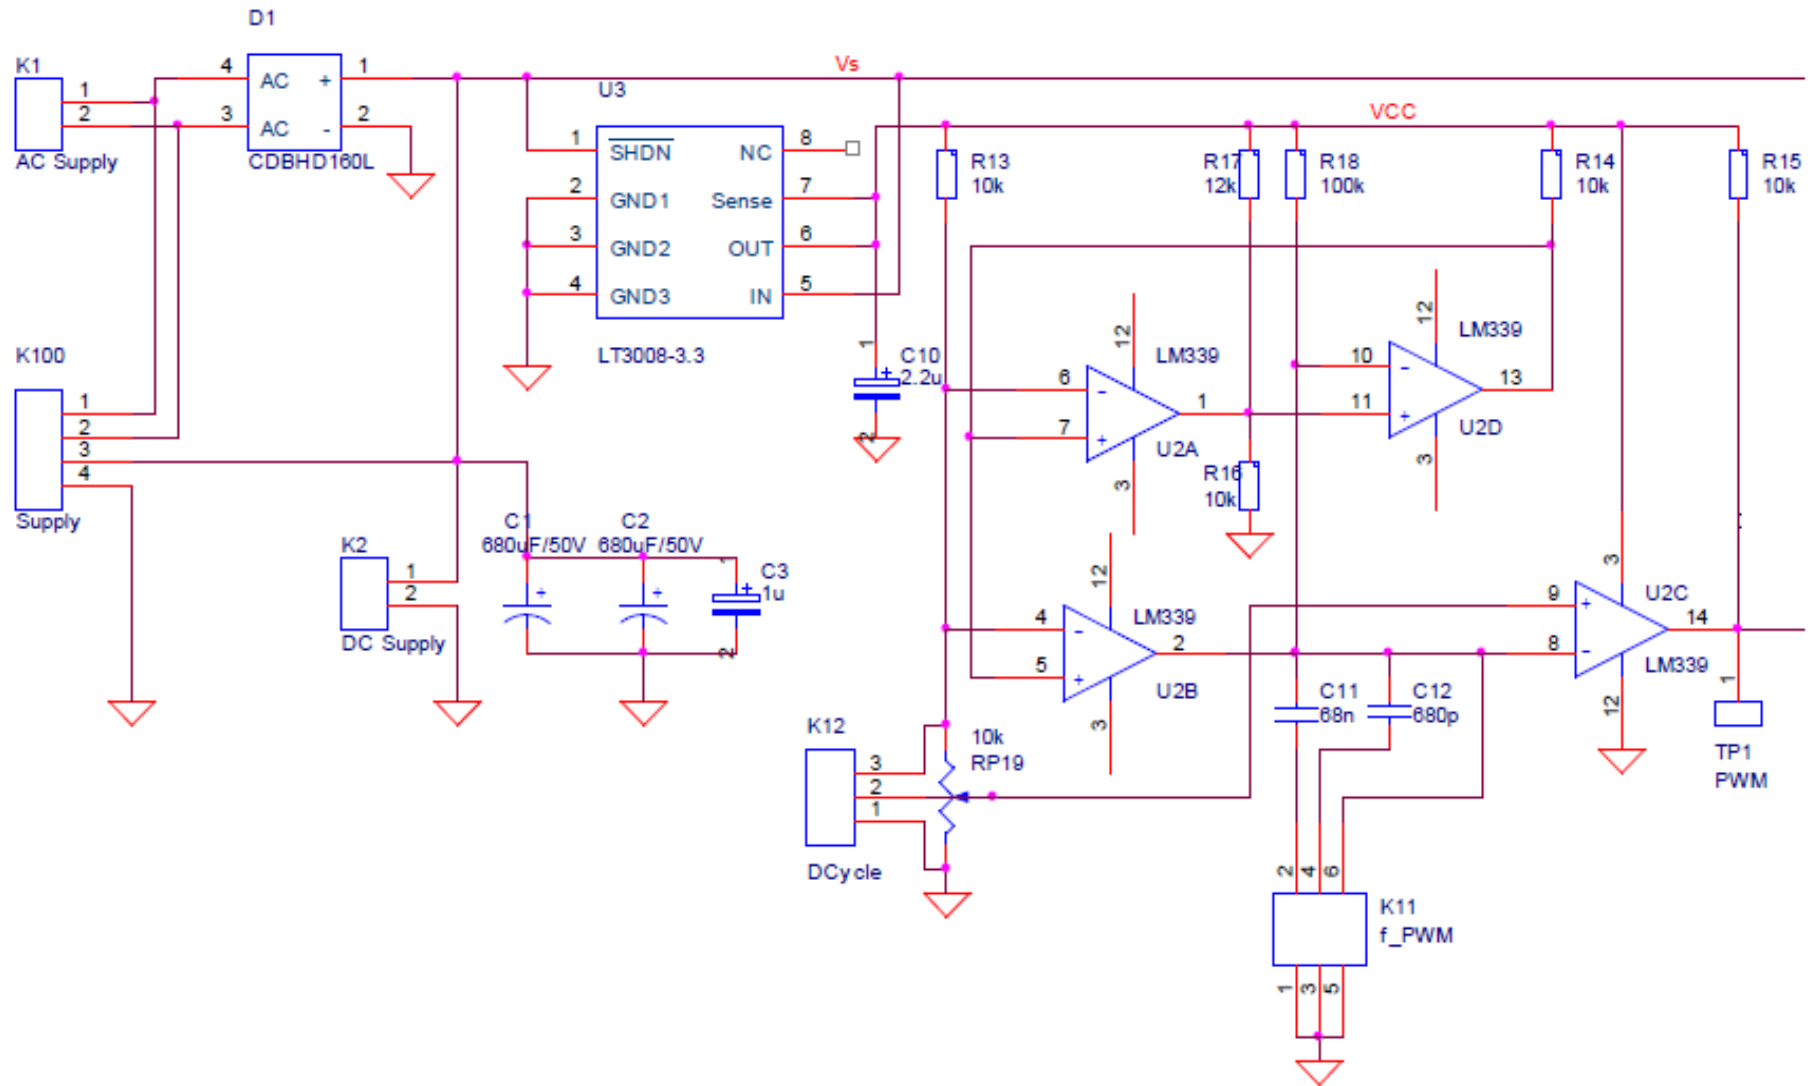 D1
K1
1
2
AC Supply
4
3
AC +
AC -
1
2
CDBHD160L
Vs
U3
1
2
3
4
SHDN NC
GND1 Sense
GND2 OUT
GND3 IN
8
7
6
5
LT3008-3.3
VCC
R13
10k
R17
12k
R18
100k
R14
10k
R15
10k
K100
1
2
3
4
Supply
1
C10
2.2u
2
12
LM339
6
-
7
+
1
U2A
3
12
LM339
10
-
11
+
13
U2D
3
R16
10k
K2
1
2
DC Supply
C1
680uF/50V
+
C2
680uF/50V
+
1
C3
1u
+
2
12
LM339
4
-
5
+
2
U2B
3
3
U2C
9
+
8
-
14
LM339
12
1
TP1
PWM
C11
68n
C12
680p
K12
3
2
1
DCycle
10k
RP19
2 4 6
K11
f_PWM
1 3 5